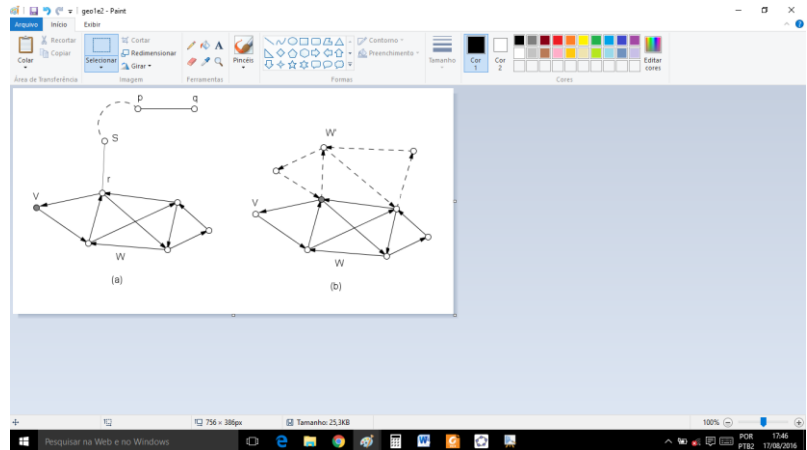 geo1e2 - Paint
Arquivo Início Exibir
Colar
Recortar
Copiar
Área de Transferência
Selecionar
Cortar
Redimensionar
Girar
Imagem
A
Ferramentas
Pincéis
Contorno
Preenchimento
Formas
Tamanho
Cor 1
Cor 2
Editar cores
Cores
p q
S
r
V
W
(a)
W'
V
W
(b)
756 × 386px
Tamanho: 25,3KB
100%
Pesquisar na Web e no Windows
POR
PTB2
17:46
17/08/2016